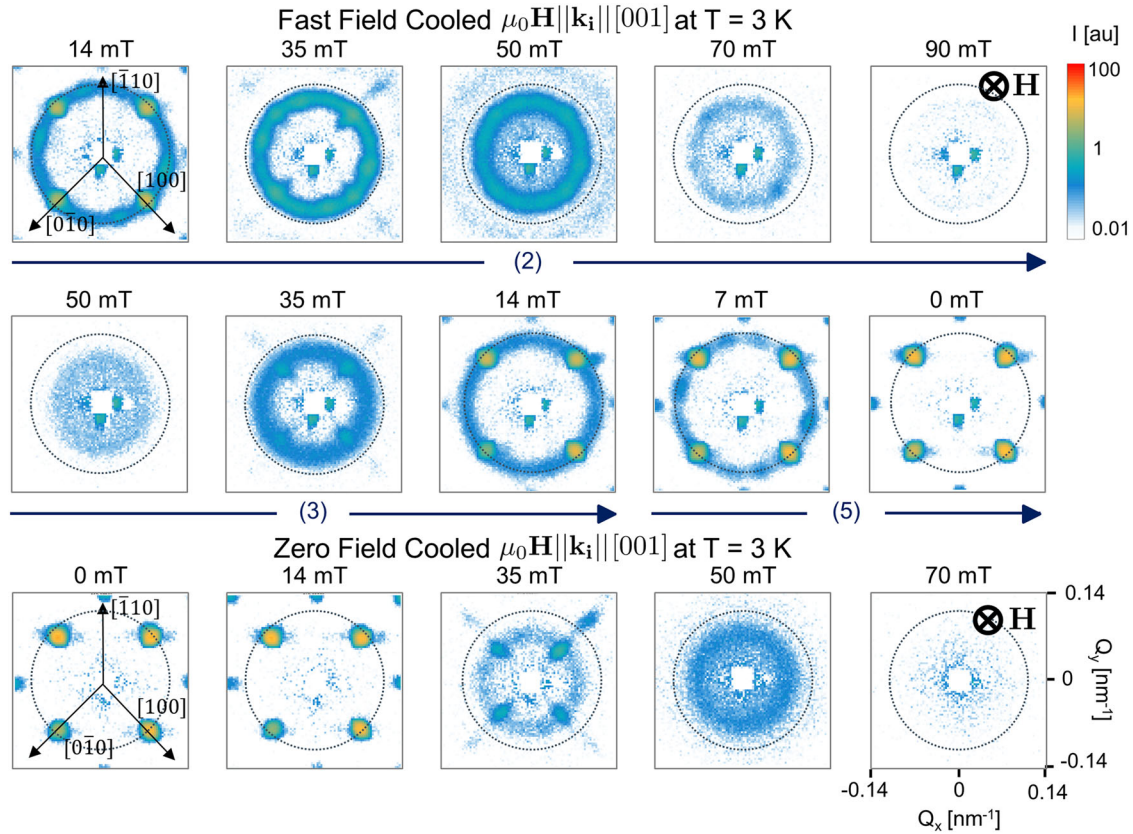 Fast Field Cooled μ₀H||kᵢ||[001] at T = 3 K
14 mT 35 mT 50 mT 70 mT 90 mT
I [au]
100
1
0.01
[1̄10]
[100]
[01̄0]
H
(2)
50 mT 35 mT 14 mT 7 mT 0 mT
(3) (5)
Zero Field Cooled μ₀H||kᵢ||[001] at T = 3 K
0 mT 14 mT 35 mT 50 mT 70 mT
[1̄10]
[100]
[01̄0]
H
0.14
0
-0.14
Q_y [nm⁻¹]
-0.14 0 0.14
Q_x [nm⁻¹]